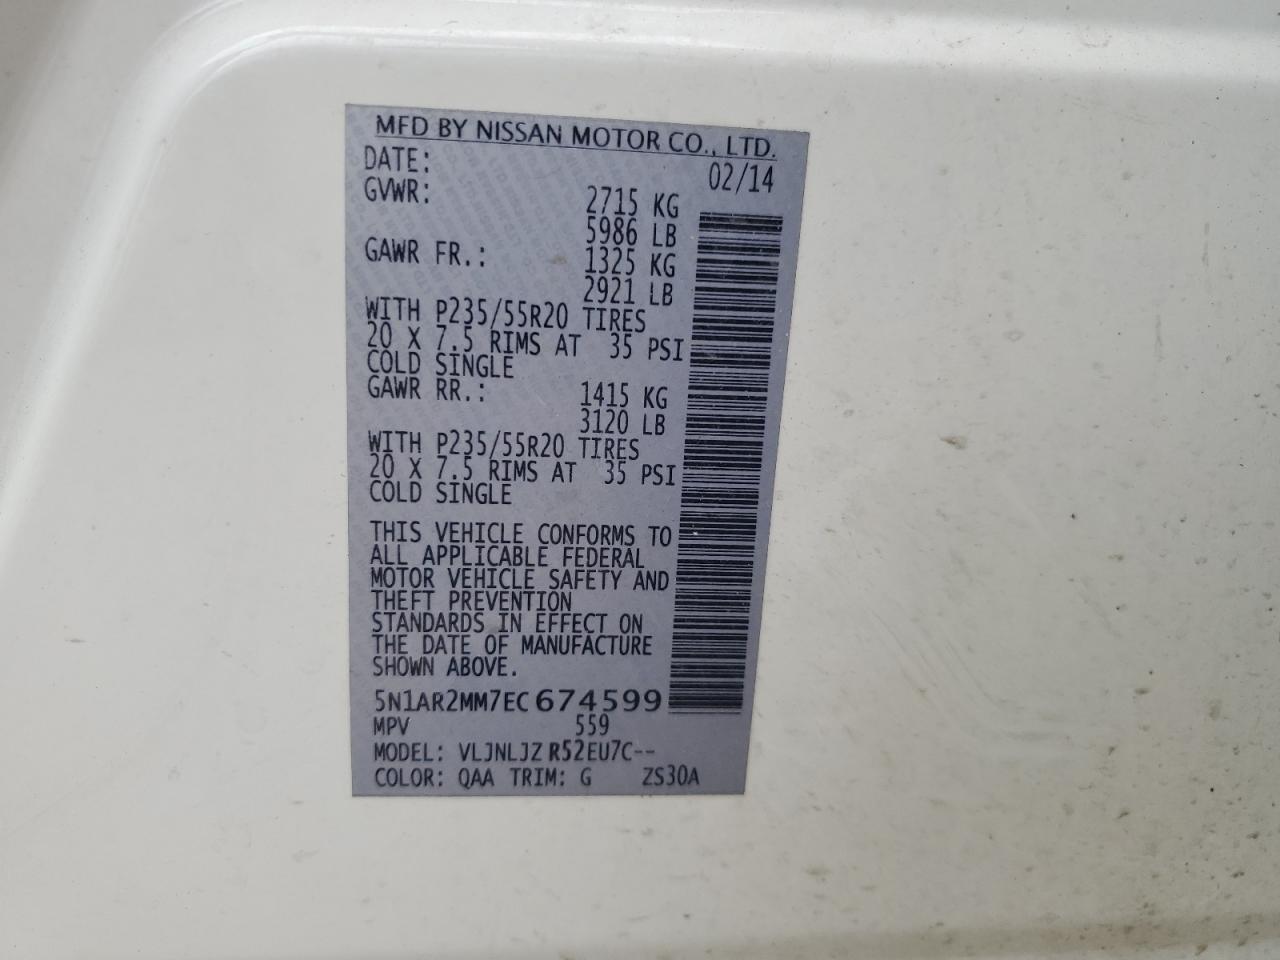 MFD BY NISSAN MOTOR CO., LTD.
DATE: 02/14
GVWR: 2715 KG
5986 LB
GAWR FR.: 1325 KG
2921 LB
WITH P235/55R20 TIRES
20 X 7.5 RIMS AT 35 PSI
COLD SINGLE
GAWR RR.: 1415 KG
3120 LB
WITH P235/55R20 TIRES
20 X 7.5 RIMS AT 35 PSI
COLD SINGLE
THIS VEHICLE CONFORMS TO
ALL APPLICABLE FEDERAL
MOTOR VEHICLE SAFETY AND
THEFT PREVENTION
STANDARDS IN EFFECT ON
THE DATE OF MANUFACTURE
SHOWN ABOVE.
5N1AR2MM7EC674599
MPV 559
MODEL: VLJNLJZ R52EU7C--
COLOR: QAA TRIM: G ZS30A